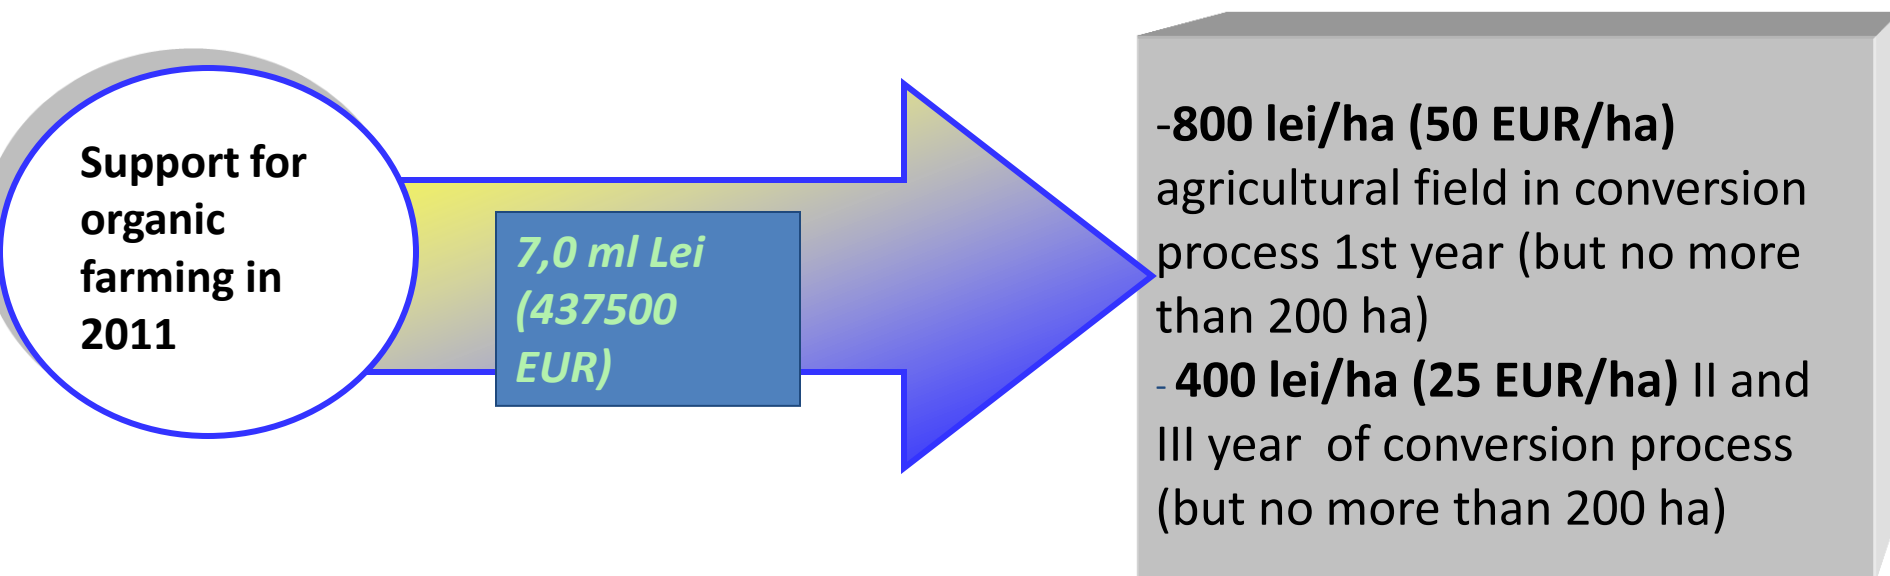 Support for
organic
farming in
2011
7,0 ml Lei
(437500
EUR)
-800 lei/ha (50 EUR/ha)
agricultural field in conversion
process 1st year (but no more
than 200 ha)
- 400 lei/ha (25 EUR/ha) II and
III year  of conversion process
(but no more than 200 ha)